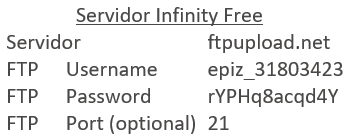 Servidor Infinity Free
Servidor ftpupload.net
FTP Username epiz_31803423
FTP Password rYPHq8acqd4Y
FTP Port (optional) 21